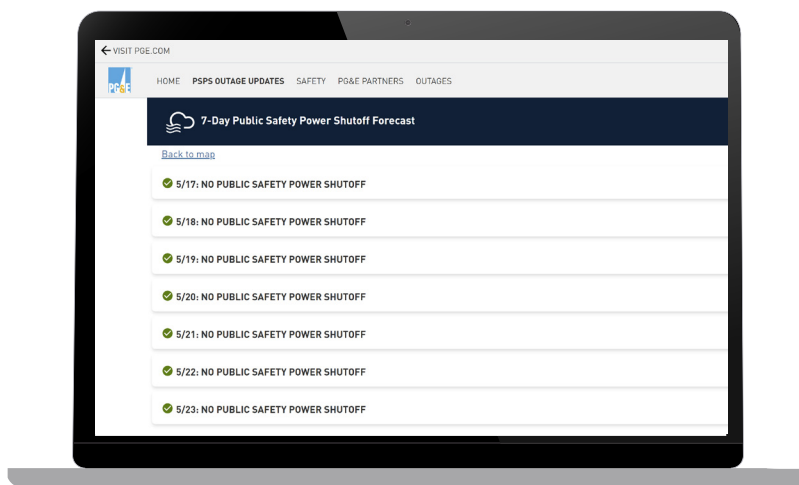 ← VISIT PGE.COM
PG&E
HOME PSPS OUTAGE UPDATES SAFETY PG&E PARTNERS OUTAGES
7-Day Public Safety Power Shutoff Forecast
Back to map
5/17: NO PUBLIC SAFETY POWER SHUTOFF
5/18: NO PUBLIC SAFETY POWER SHUTOFF
5/19: NO PUBLIC SAFETY POWER SHUTOFF
5/20: NO PUBLIC SAFETY POWER SHUTOFF
5/21: NO PUBLIC SAFETY POWER SHUTOFF
5/22: NO PUBLIC SAFETY POWER SHUTOFF
5/23: NO PUBLIC SAFETY POWER SHUTOFF